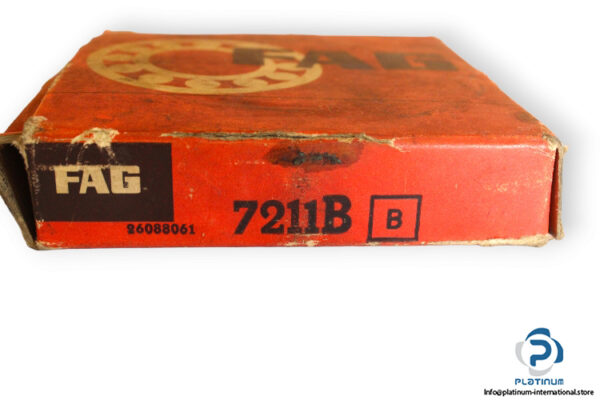 FAG
FAG
26088061
7211B B
PLATINUM
Info@platinum-international.store